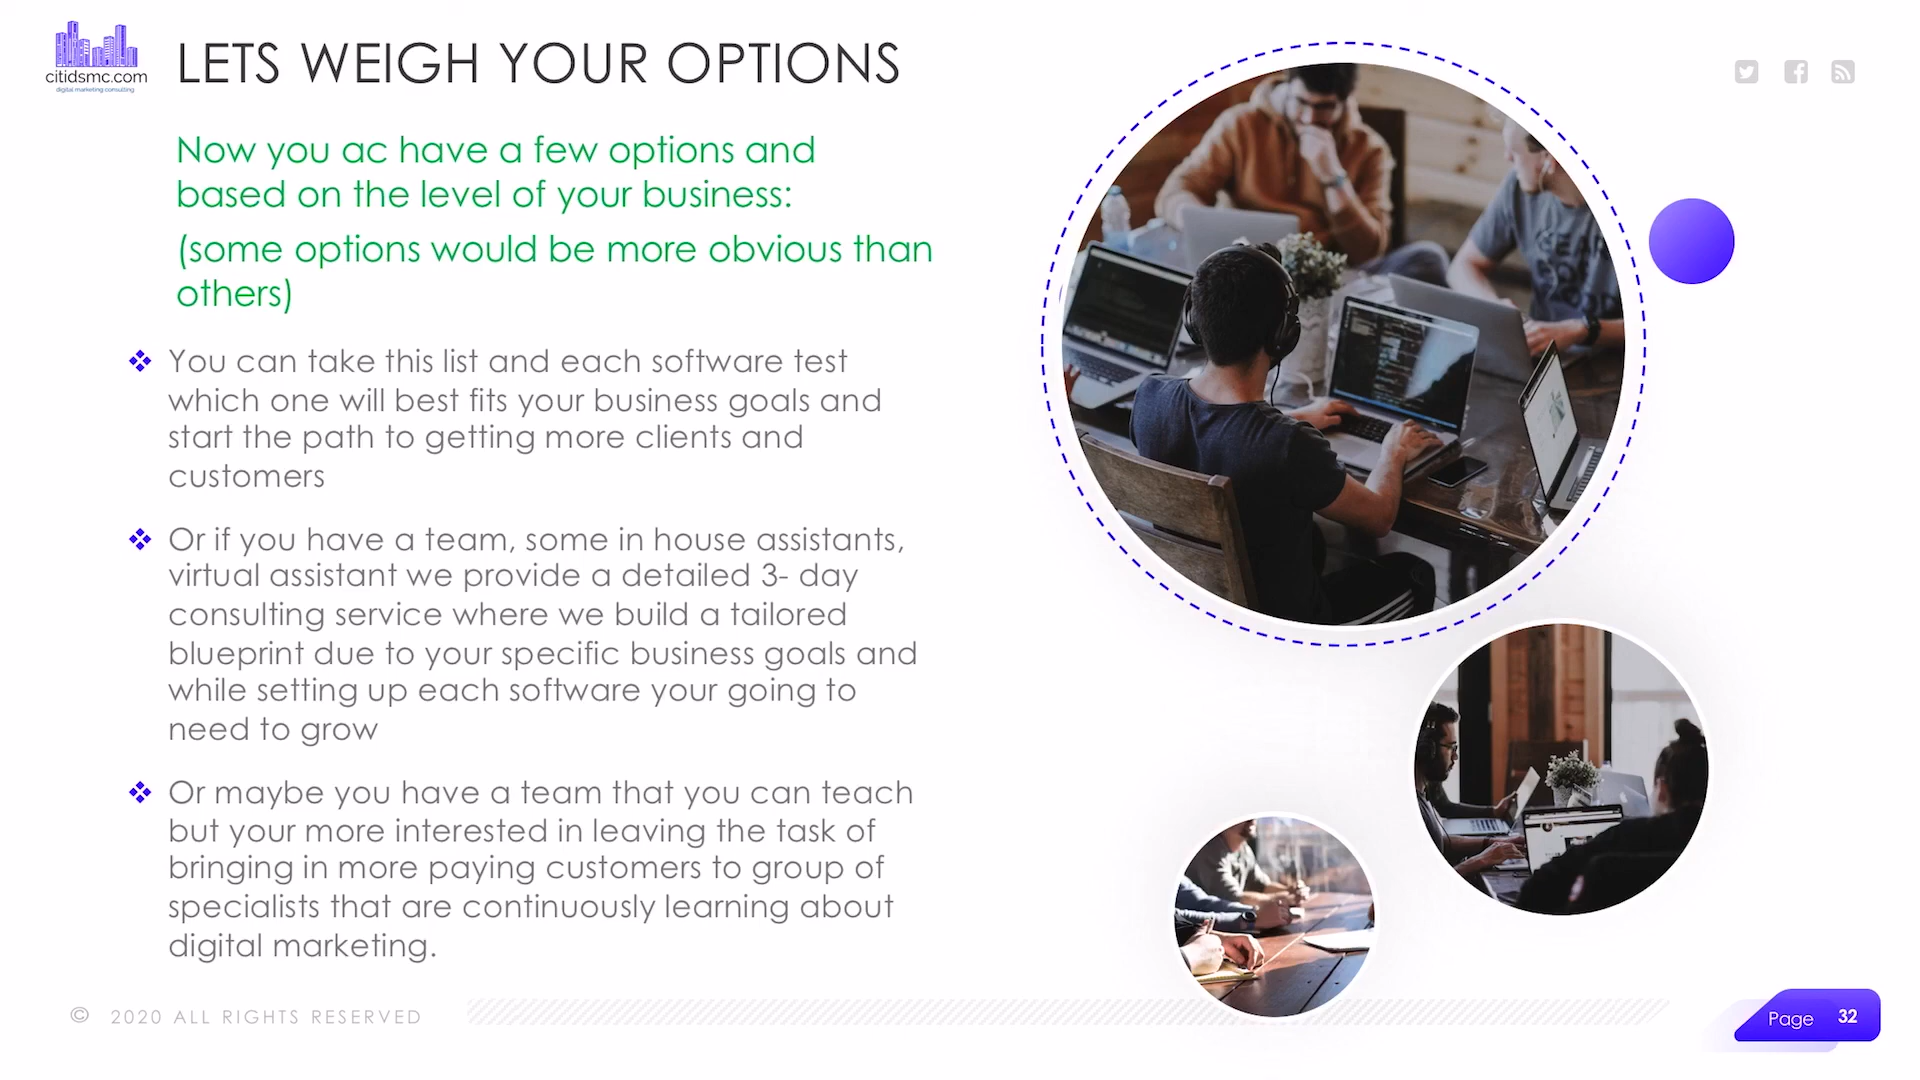 citidsmc.com
digital marketing consulting
LETS WEIGH YOUR OPTIONS
Now you ac have a few options and
based on the level of your business:
(some options would be more obvious than
others)
You can take this list and each software test
which one will best fits your business goals and
start the path to getting more clients and
customers
Or if you have a team, some in house assistants,
virtual assistant we provide a detailed 3- day
consulting service where we build a tailored
blueprint due to your specific business goals and
while setting up each software your going to
need to grow
Or maybe you have a team that you can teach
but your more interested in leaving the task of
bringing in more paying customers to group of
specialists that are continuously learning about
digital marketing.
© 2020 ALL RIGHTS RESERVED
Page 32